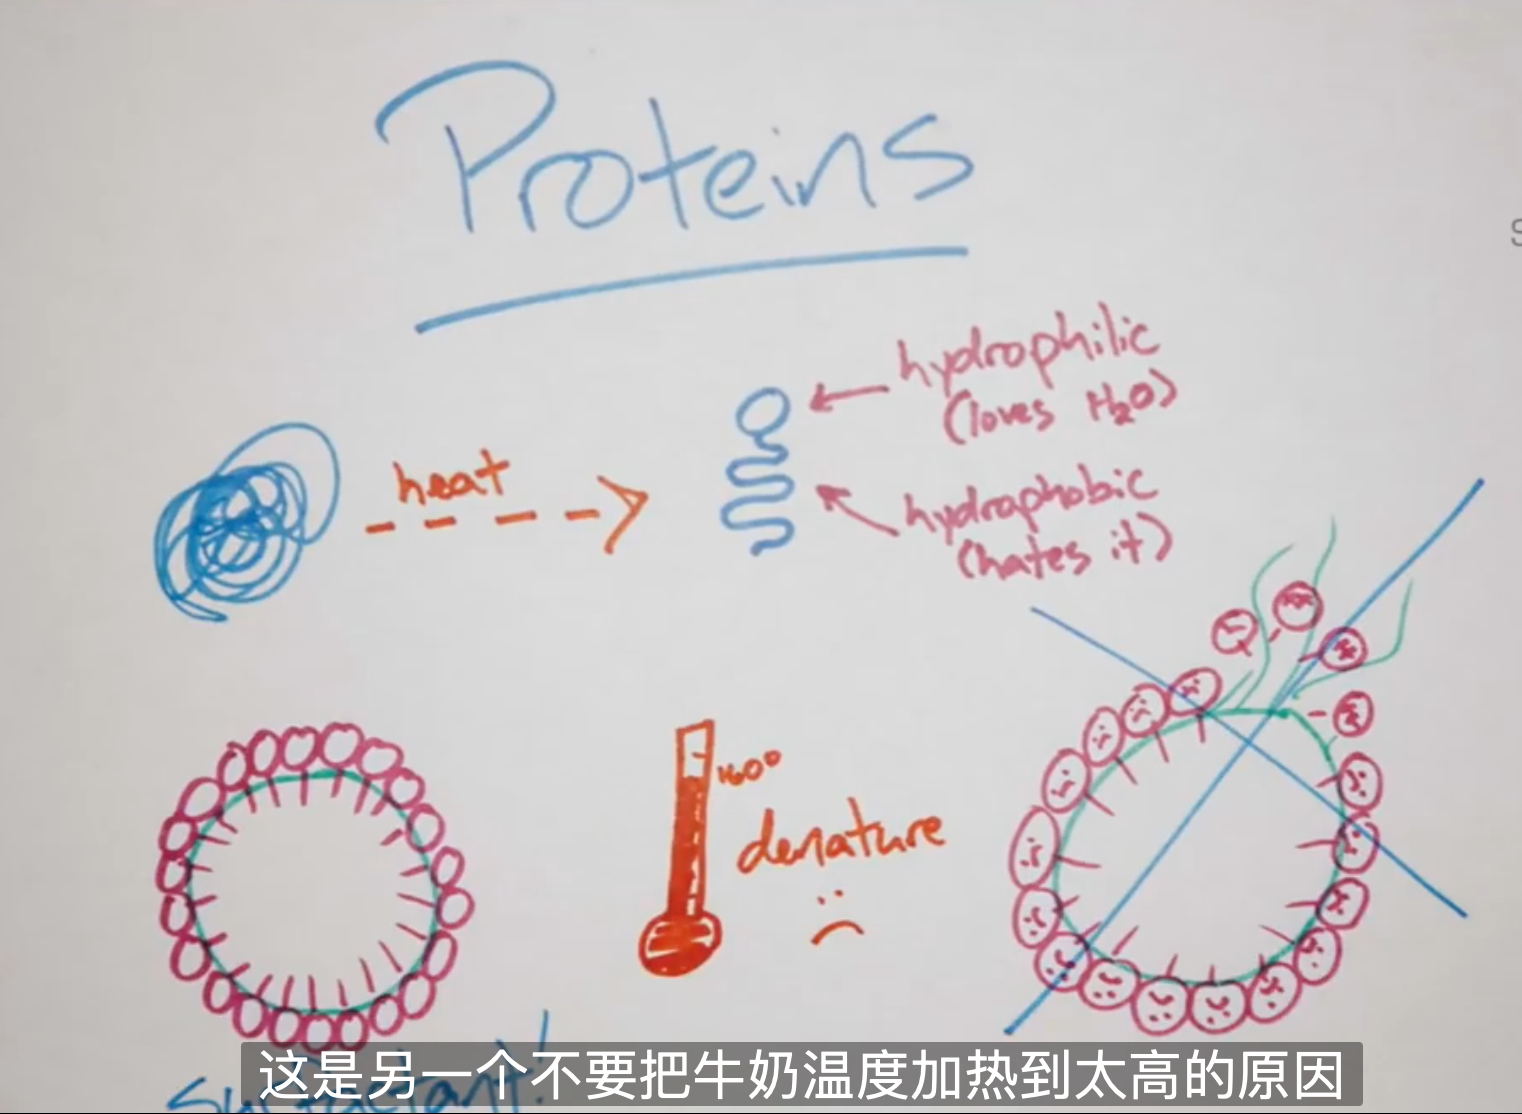 Proteins
hydrophilic
(loves H₂O)
heat
hydrophobic
(hates it)
160°
denature
surfactant!
这是另一个不要把牛奶温度加热到太高的原因